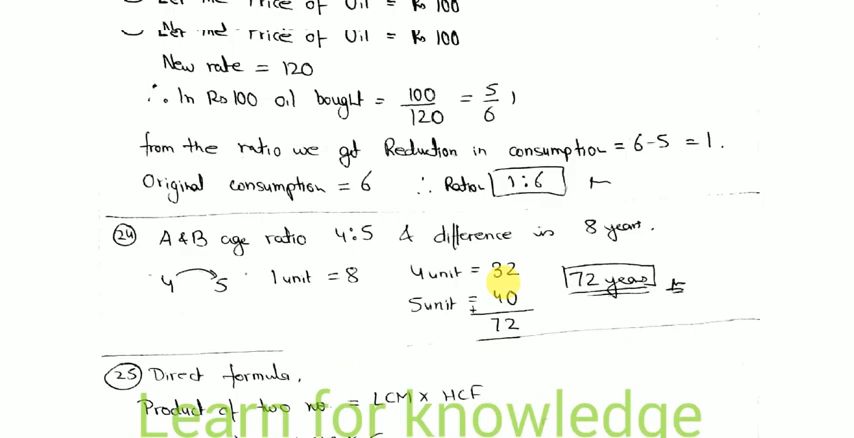 Let the Price of Oil = Rs 100
New rate = 120
∴ In Rs 100 oil bought = 100/120 = 5/6
from the ratio we get Reduction in consumption = 6-5 = 1.
Original consumption = 6 ∴ Ratio 1:6
24 A & B age ratio 4:5 & difference is 8 years.
4 5 1 unit = 8 4 unit = 32 72 years
5 unit = 40
+
72
25 Direct formula,
Product of two no = LCM x HCF
Learn for knowledge